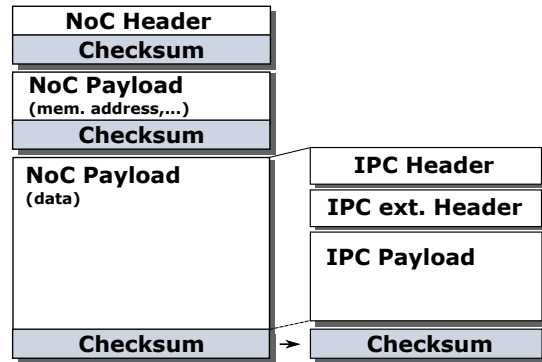 NoC Header
Checksum
NoC Payload
(mem. address,...)
Checksum
NoC Payload
(data)
Checksum
IPC Header
IPC ext. Header
IPC Payload
Checksum